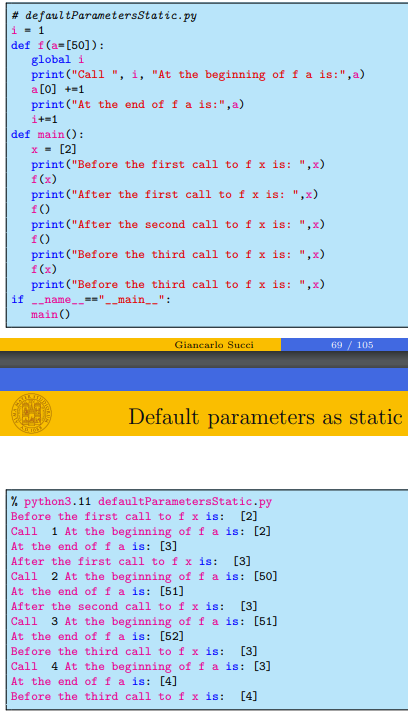 # defaultParametersStatic.py
i = 1
def f(a=[50]):
   global i
   print("Call ", i, "At the beginning of f a is:",a)
   a[0] +=1
   print("At the end of f a is:",a)
   i+=1
def main():
   x = [2]
   print("Before the first call to f x is: ",x)
   f(x)
   print("After the first call to f x is: ",x)
   f()
   print("After the second call to f x is: ",x)
   f()
   print("Before the third call to f x is: ",x)
   f(x)
   print("Before the third call to f x is: ",x)
if __name__=="__main__":
   main()
Giancarlo Succi 69 / 105
Default parameters as static
% python3.11 defaultParametersStatic.py
Before the first call to f x is:  [2]
Call  1 At the beginning of f a is: [2]
At the end of f a is: [3]
After the first call to f x is:  [3]
Call  2 At the beginning of f a is: [50]
At the end of f a is: [51]
After the second call to f x is:  [3]
Call  3 At the beginning of f a is: [51]
At the end of f a is: [52]
Before the third call to f x is:  [3]
Call  4 At the beginning of f a is: [3]
At the end of f a is: [4]
Before the third call to f x is:  [4]